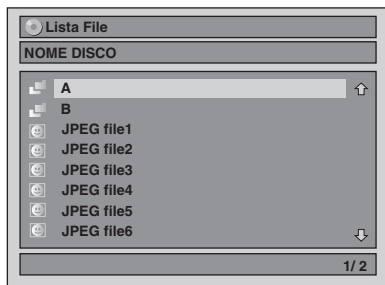 Lista File
NOME DISCO
A
B
JPEG file1
JPEG file2
JPEG file3
JPEG file4
JPEG file5
JPEG file6
1/ 2